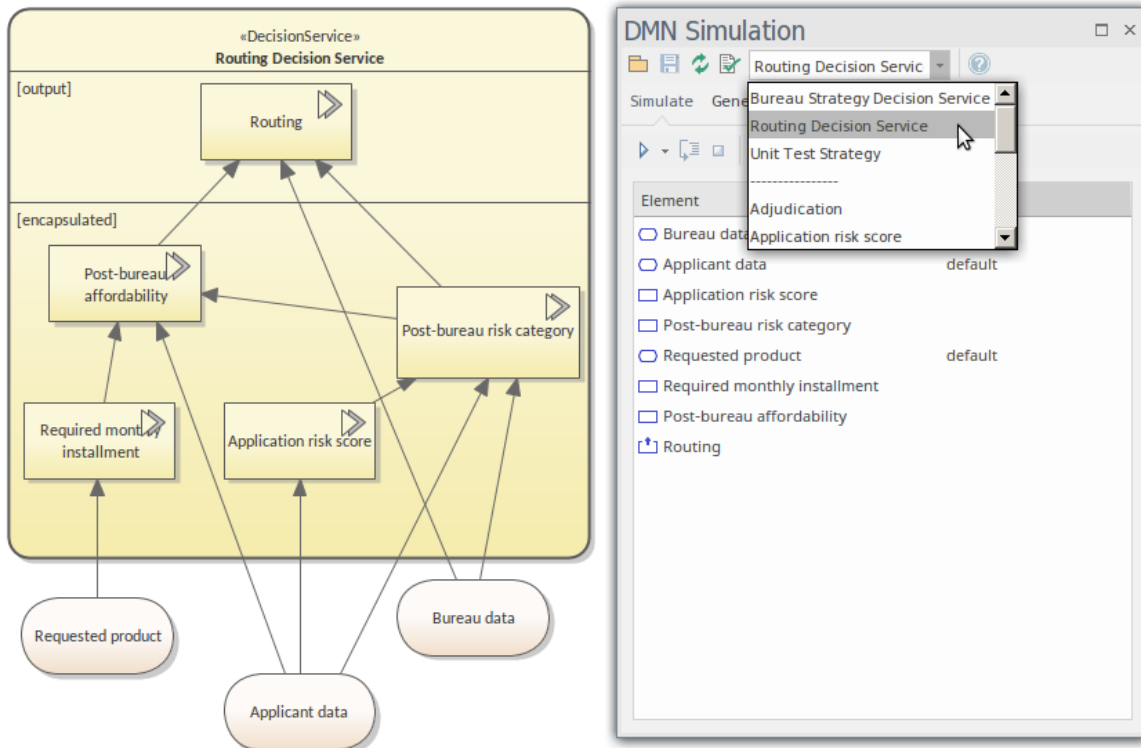 «DecisionService»
Routing Decision Service
[output]
Routing
[encapsulated]
Post-bureau
affordability
Post-bureau risk category
Required monthly
installment
Application risk score
Requested product
Bureau data
Applicant data
DMN Simulation
Routing Decision Servic
Simulate Gene
Bureau Strategy Decision Service
Routing Decision Service
Unit Test Strategy
----------------
Adjudication
Application risk score
Element
Bureau data
Applicant data default
Application risk score
Post-bureau risk category
Requested product default
Required monthly installment
Post-bureau affordability
Routing